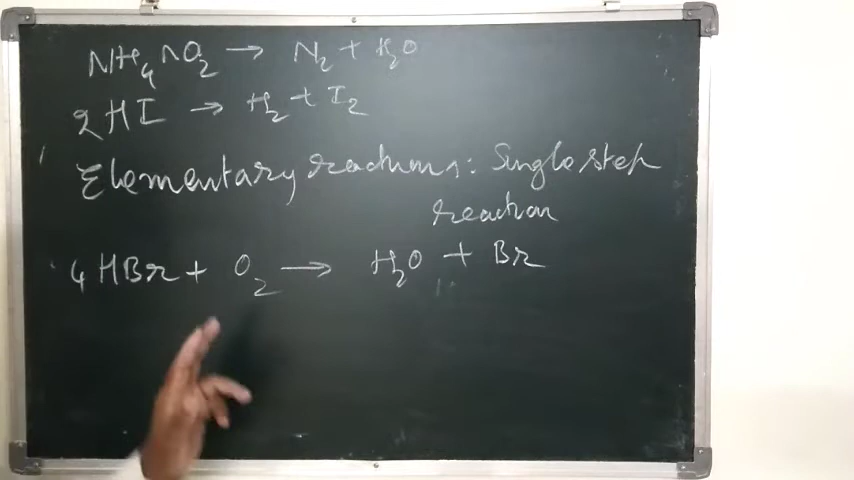 NH₄NO₂ → N₂ + H₂O
2HI → H₂ + I₂
Elementary reactions: Single step
reaction
4HBr + O₂ → H₂O + Br